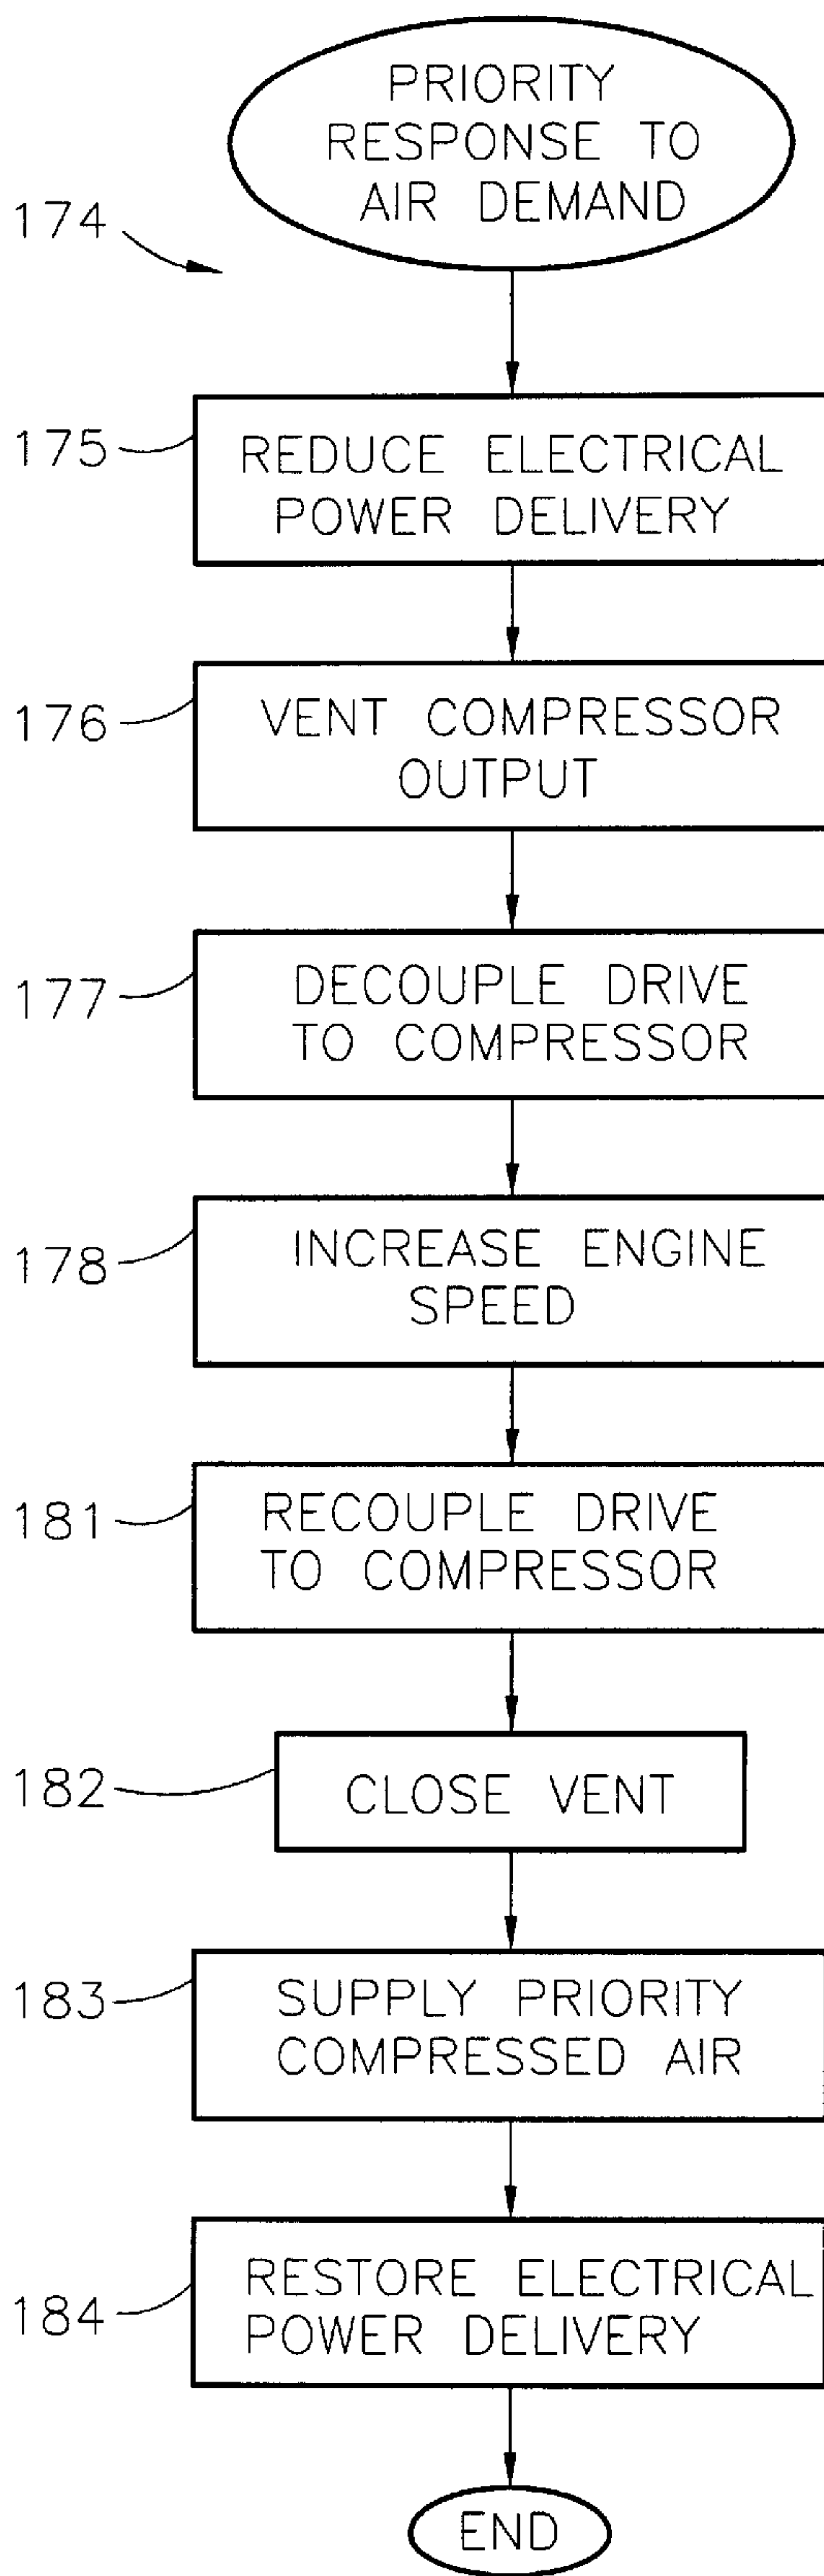 PRIORITY
RESPONSE TO
AIR DEMAND
174
175
REDUCE ELECTRICAL
POWER DELIVERY
176
VENT COMPRESSOR
OUTPUT
177
DECOUPLE DRIVE
TO COMPRESSOR
178
INCREASE ENGINE
SPEED
181
RECOUPLE DRIVE
TO COMPRESSOR
182
CLOSE VENT
183
SUPPLY PRIORITY
COMPRESSED AIR
184
RESTORE ELECTRICAL
POWER DELIVERY
END